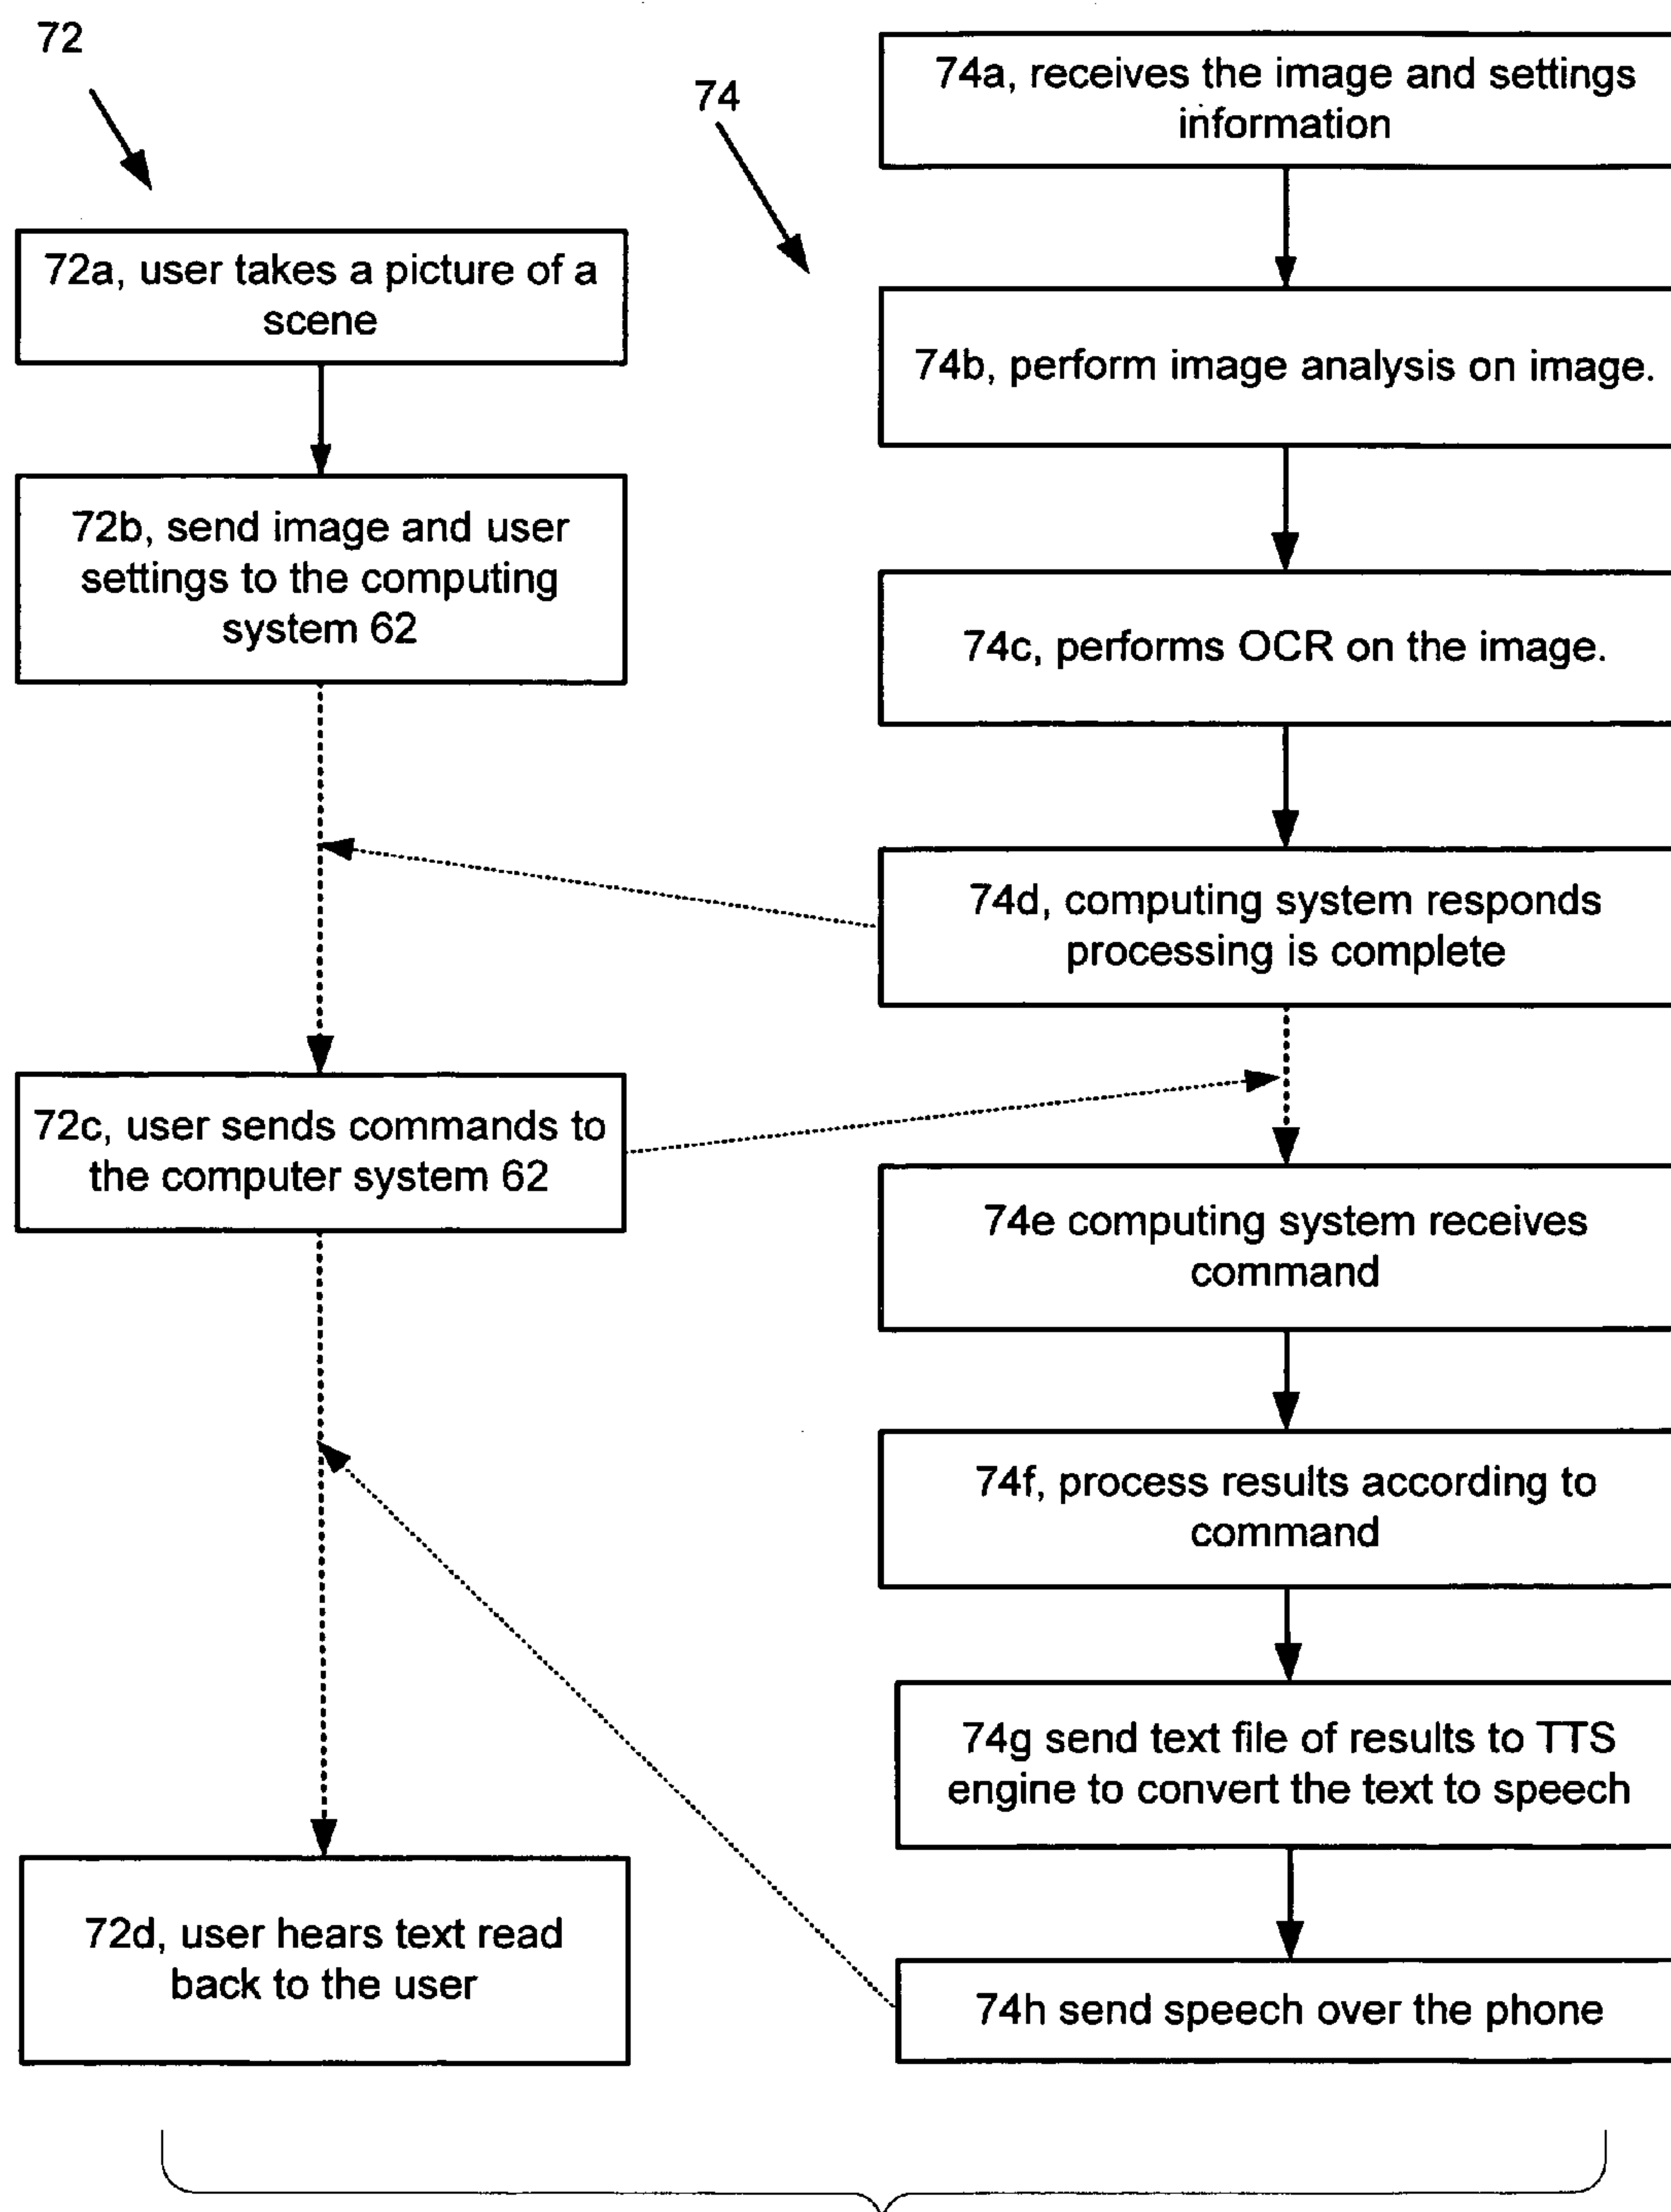 72
72a, user takes a picture of a
scene
72b, send image and user
settings to the computing
system 62
72c, user sends commands to
the computer system 62
72d, user hears text read
back to the user
74
74a, receives the image and settings
information
74b, perform image analysis on image.
74c, performs OCR on the image.
74d, computing system responds
processing is complete
74e computing system receives
command
74f, process results according to
command
74g send text file of results to TTS
engine to convert the text to speech
74h send speech over the phone